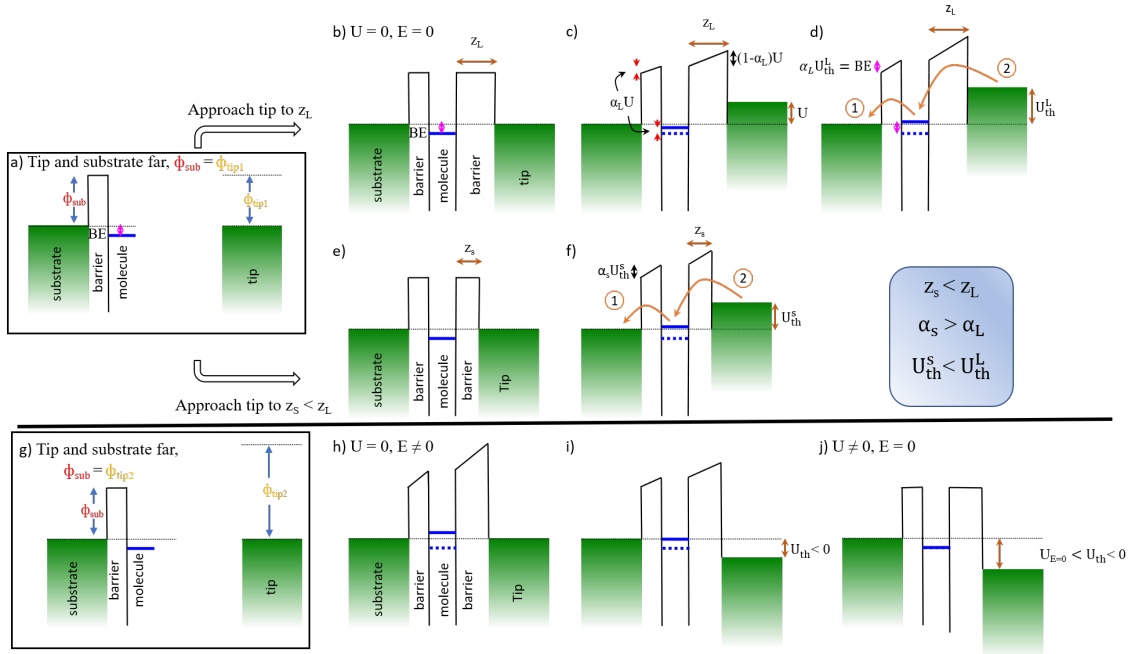 Approach tip to z_L
a) Tip and substrate far, ϕ_sub = ϕ_tip1
ϕ_sub
ϕ_tip1
BE
substrate
barrier
molecule
tip
b) U = 0, E = 0
z_L
BE
substrate
barrier
molecule
barrier
tip
c)
z_L
(1-α_L)U
α_L U
U
d)
z_L
α_L U_th^L = BE
1
2
U_th^L
e)
z_s
substrate
barrier
molecule
barrier
Tip
f)
z_s
α_s U_th^s
1
2
U_th^s
z_s < z_L
α_s > α_L
U_th^s < U_th^L
Approach tip to z_S < z_L
g) Tip and substrate far,
ϕ_sub = ϕ_tip2
ϕ_sub
ϕ_tip2
substrate
barrier
molecule
tip
h) U = 0, E ≠ 0
substrate
barrier
molecule
barrier
Tip
i)
U_th < 0
j) U ≠ 0, E = 0
U_E=0 < U_th < 0